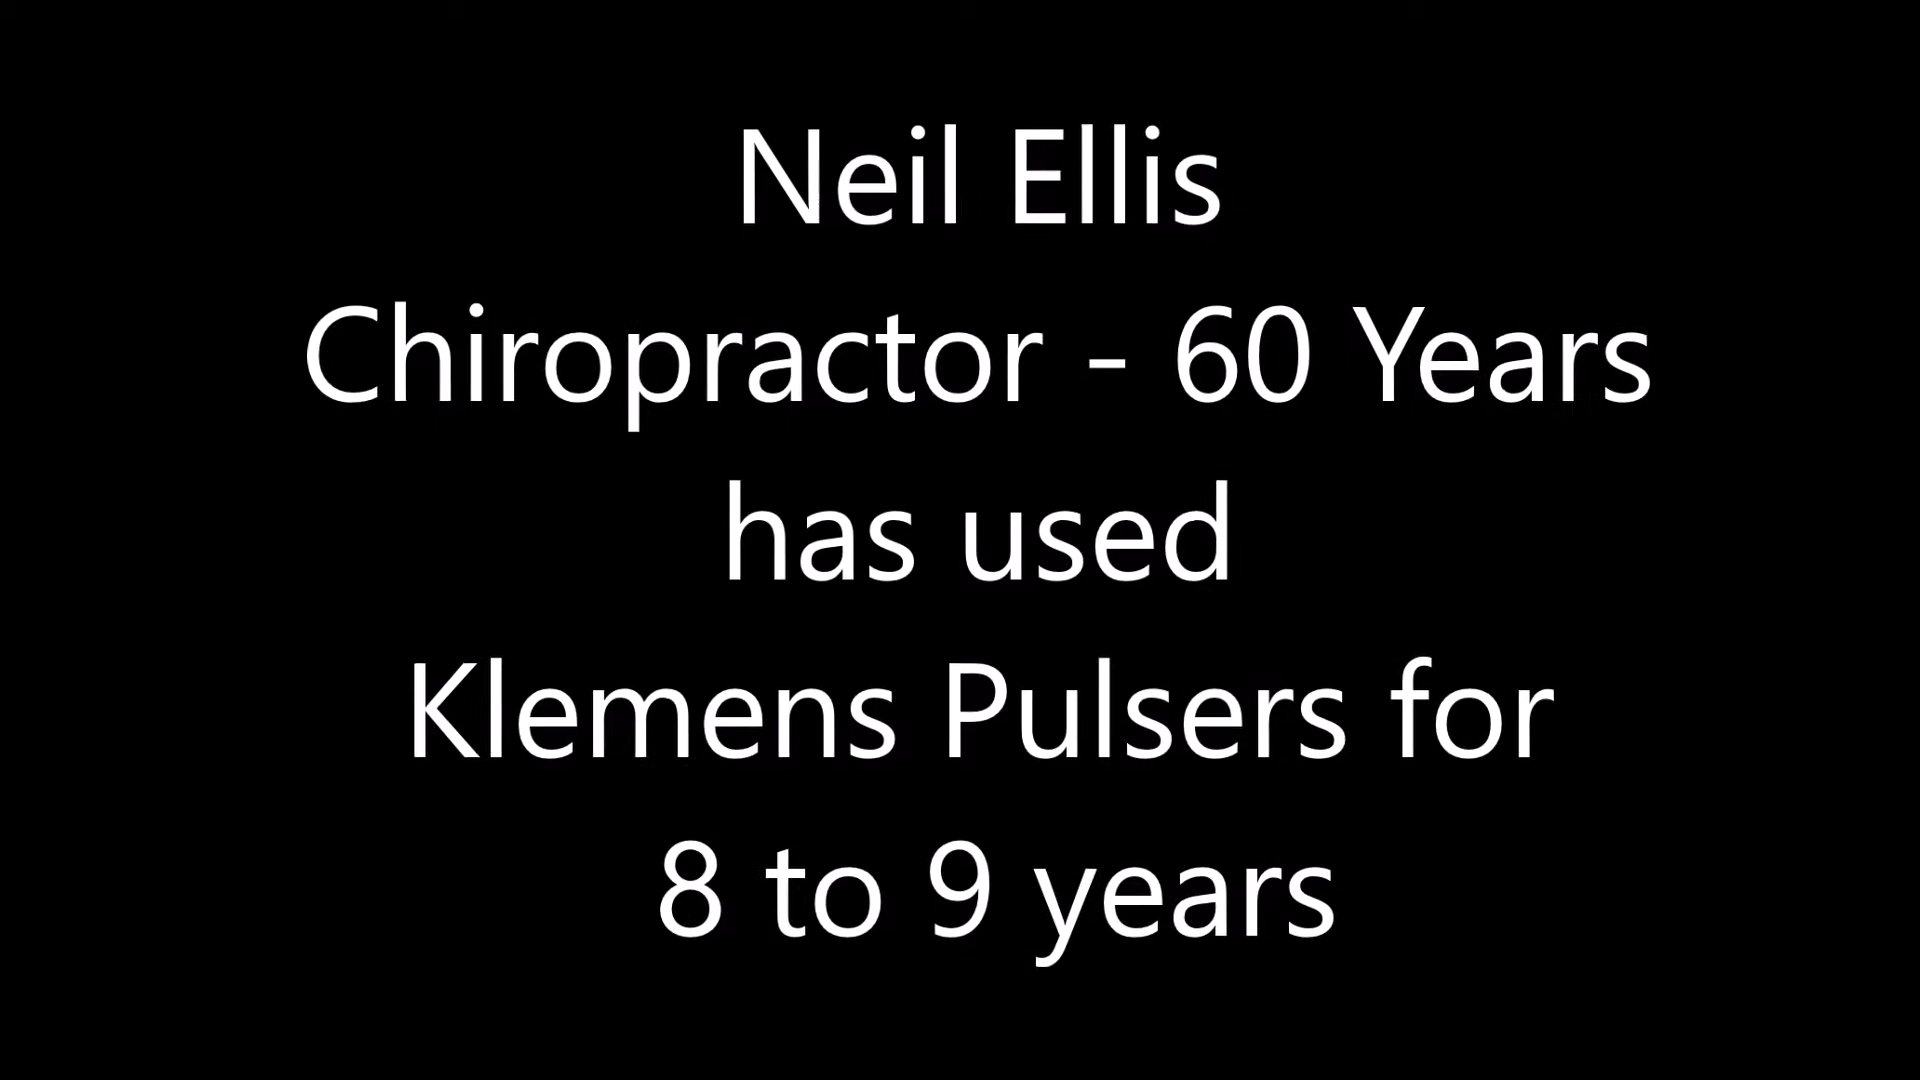 Neil Ellis
Chiropractor - 60 Years
has used
Klemens Pulsers for
8 to 9 years